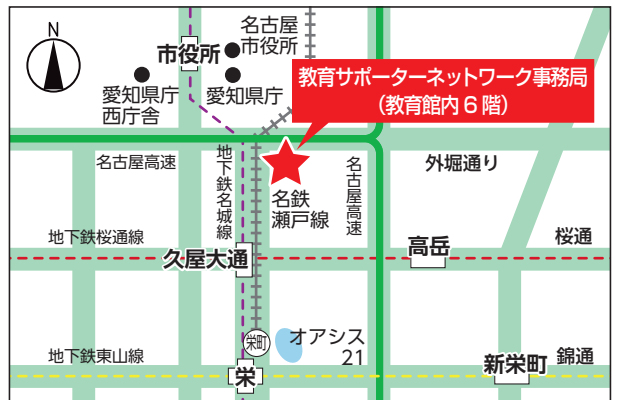 N
名古屋
市役所
市役所
愛知県庁
西庁舎
愛知県庁
教育サポーターネットワーク事務局
（教育館内６階）
名古屋高速
地下鉄名城線
名鉄
瀬戸線
名古屋高速
外堀通り
地下鉄桜通線
久屋大通
高岳
桜通
栄町
オアシス
21
地下鉄東山線
栄
新栄町
錦通